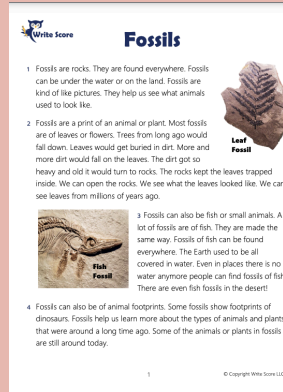 Write Score
Fossils
1 Fossils are rocks. They are found everywhere. Fossils
can be under the water or on the land. Fossils are
kind of like pictures. They help us see what animals
used to look like.
2 Fossils are a print of an animal or plant. Most fossils
are of leaves or flowers. Trees from long ago would
fall down. Leaves would get buried in dirt. More and
more dirt would fall on the leaves. The dirt got so
heavy and old it would turn to rocks. The rocks kept the leaves trapped
inside. We can open the rocks. We see what the leaves looked like. We can
see leaves from millions of years ago.
Leaf
Fossil
3 Fossils can also be fish or small animals. A
lot of fossils are of fish. They are made the
same way. Fossils of fish can be found
everywhere. The Earth used to be all
covered in water. Even in places there is no
water anymore people can find fossils of fish.
There are even fish fossils in the desert!
Fish
Fossil
4 Fossils can also be of animal footprints. Some fossils show footprints of
dinosaurs. Fossils help us learn more about the types of animals and plants
that were around a long time ago. Some of the animals or plants in fossils
are still around today.
1
© Copyright Write Score LLC